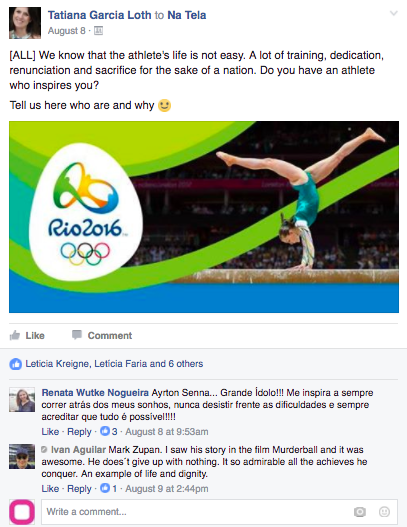 Tatiana Garcia Loth to Na Tela
August 8 ·
[ALL] We know that the athlete's life is not easy. A lot of training, dedication,
renunciation and sacrifice for the sake of a nation. Do you have an athlete
who inspires you?
Tell us here who are and why
Rio2016
Like Comment
Leticia Kreigne, Letícia Faria and 6 others
Renata Wutke Nogueira Ayrton Senna... Grande Ídolo!!! Me inspira a sempre
correr atrás dos meus sonhos, nunca desistir frente as dificuldades e sempre
acreditar que tudo é possível!!!!
Like · Reply · 3 · August 8 at 9:53am
Ivan Aguilar Mark Zupan. I saw his story in the film Murderball and it was
awesome. He does´t give up with nothing. It so admirable all the achieves he
conquer. An example of life and dignity.
Like · Reply · 1 · August 9 at 2:44pm
Write a comment...